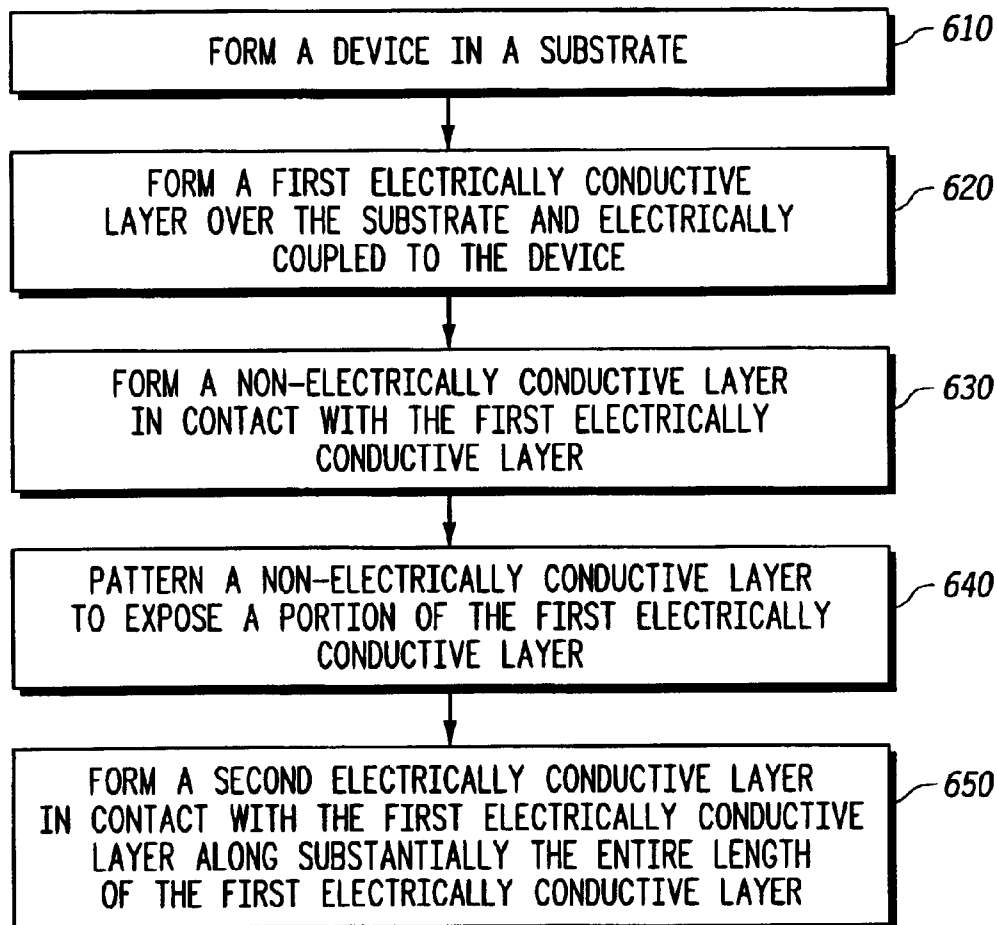 FORM A DEVICE IN A SUBSTRATE
610
FORM A FIRST ELECTRICALLY CONDUCTIVE
LAYER OVER THE SUBSTRATE AND ELECTRICALLY
COUPLED TO THE DEVICE
620
FORM A NON-ELECTRICALLY CONDUCTIVE LAYER
IN CONTACT WITH THE FIRST ELECTRICALLY
CONDUCTIVE LAYER
630
PATTERN A NON-ELECTRICALLY CONDUCTIVE LAYER
TO EXPOSE A PORTION OF THE FIRST ELECTRICALLY
CONDUCTIVE LAYER
640
FORM A SECOND ELECTRICALLY CONDUCTIVE LAYER
IN CONTACT WITH THE FIRST ELECTRICALLY CONDUCTIVE
LAYER ALONG SUBSTANTIALLY THE ENTIRE LENGTH
OF THE FIRST ELECTRICALLY CONDUCTIVE LAYER
650